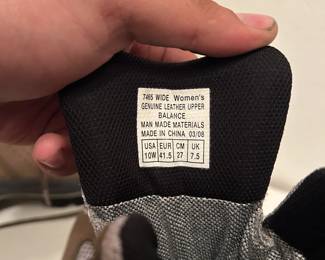 7465 WIDE Women's
GENUINE LEATHER UPPER
BALANCE
MAN MADE MATERIALS
MADE IN CHINA 03/08
USA EUR CM UK
10W 41.5 27 7.5